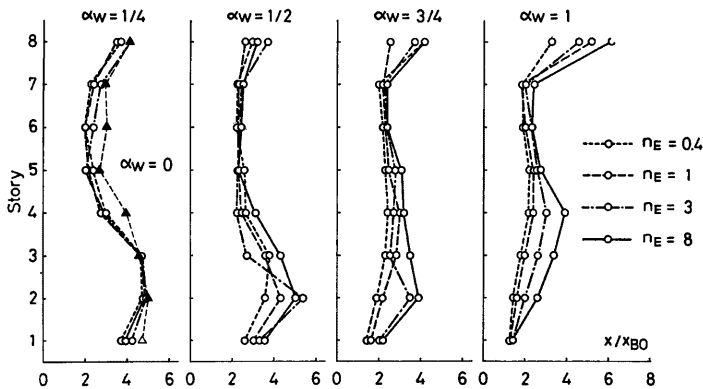 αw = 1/4
αw = 1/2
αw = 3/4
αw = 1
8
7
6
5
4
3
2
1
Story
αw = 0
nE = 0.4
nE = 1
nE = 3
nE = 8
x/xBO
0 2 4 6
0 2 4 6
0 2 4 6
0 2 4 6 8